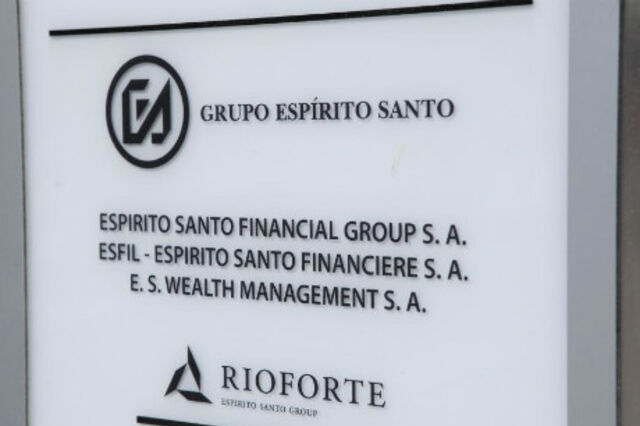 GRUPO ESPÍRITO SANTO
ESPIRITO SANTO FINANCIAL GROUP S. A.
ESFIL - ESPIRITO SANTO FINANCIERE S. A.
E. S. WEALTH MANAGEMENT S. A.
RIOFORTE
ESPIRITO SANTO GROUP